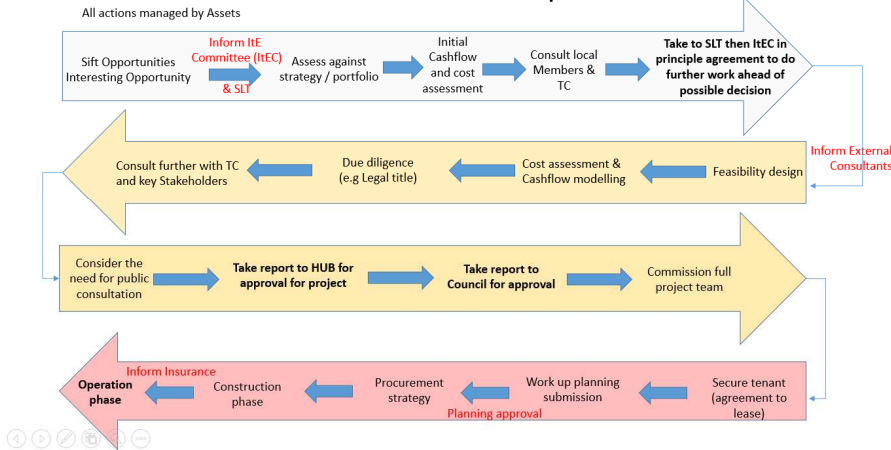 All actions managed by Assets
Inform ItE
Committee (ItEC)
& SLT
Sift Opportunities
Interesting Opportunity
Assess against
strategy / portfolio
Initial
Cashflow
and cost
assessment
Consult local
Members &
TC
Take to SLT then ItEC in
principle agreement to do
further work ahead of
possible decision
Inform External
Consultants
Feasibility design
Cost assessment &
Cashflow modelling
Due diligence
(e.g Legal title)
Consult further with TC
and key Stakeholders
Consider the
need for public
consultation
Take report to HUB for
approval for project
Take report to
Council for approval
Commission full
project team
Secure tenant
(agreement to
lease)
Work up planning
submission
Planning approval
Procurement
strategy
Construction
phase
Inform Insurance
Operation
phase